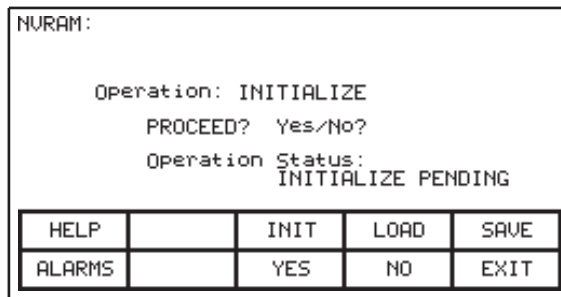 NVRAM:
Operation: INITIALIZE
PROCEED? Yes/No?
Operation Status:
INITIALIZE PENDING
HELP INIT LOAD SAVE
ALARMS YES NO EXIT